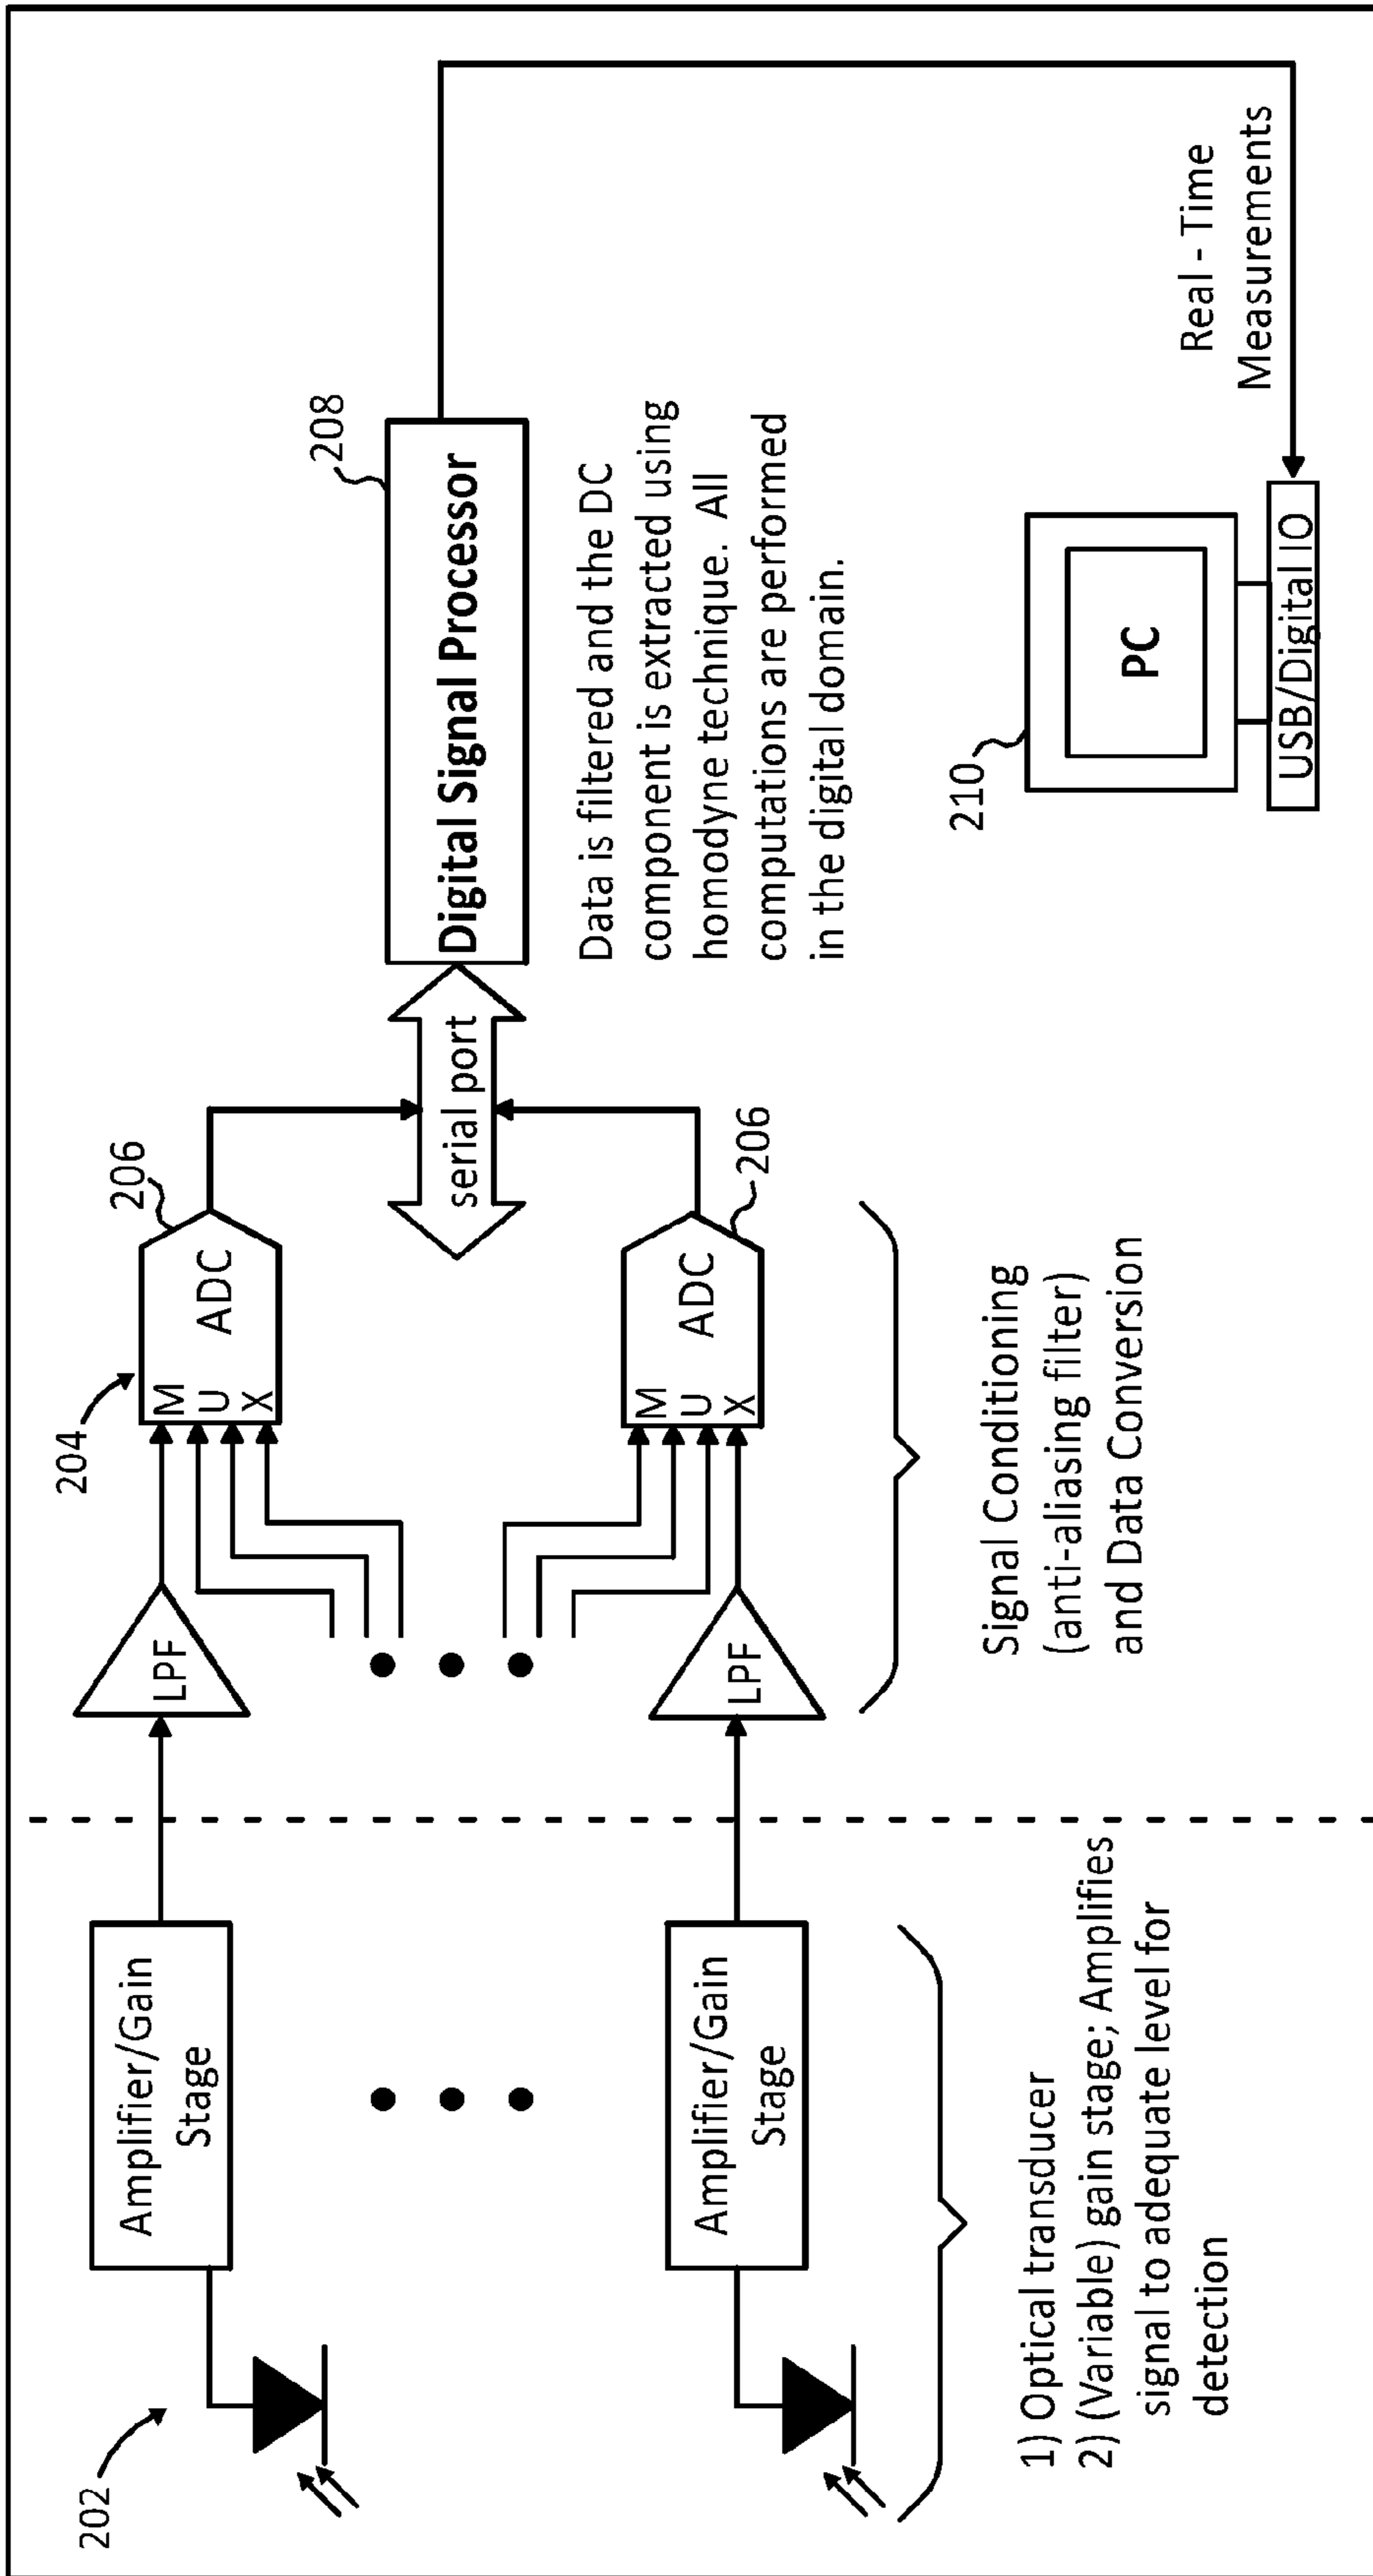 202
Amplifier/Gain
Stage
Amplifier/Gain
Stage
1) Optical transducer
2) (Variable) gain stage; Amplifies
signal to adequate level for
detection
LPF
LPF
204
M
U
X
ADC
206
M
U
X
ADC
206
Signal Conditioning
(anti-aliasing filter)
and Data Conversion
serial port
208
Digital Signal Processor
Data is filtered and the DC
component is extracted using
homodyne technique. All
computations are performed
in the digital domain.
210
PC
USB/Digital IO
Real - Time
Measurements